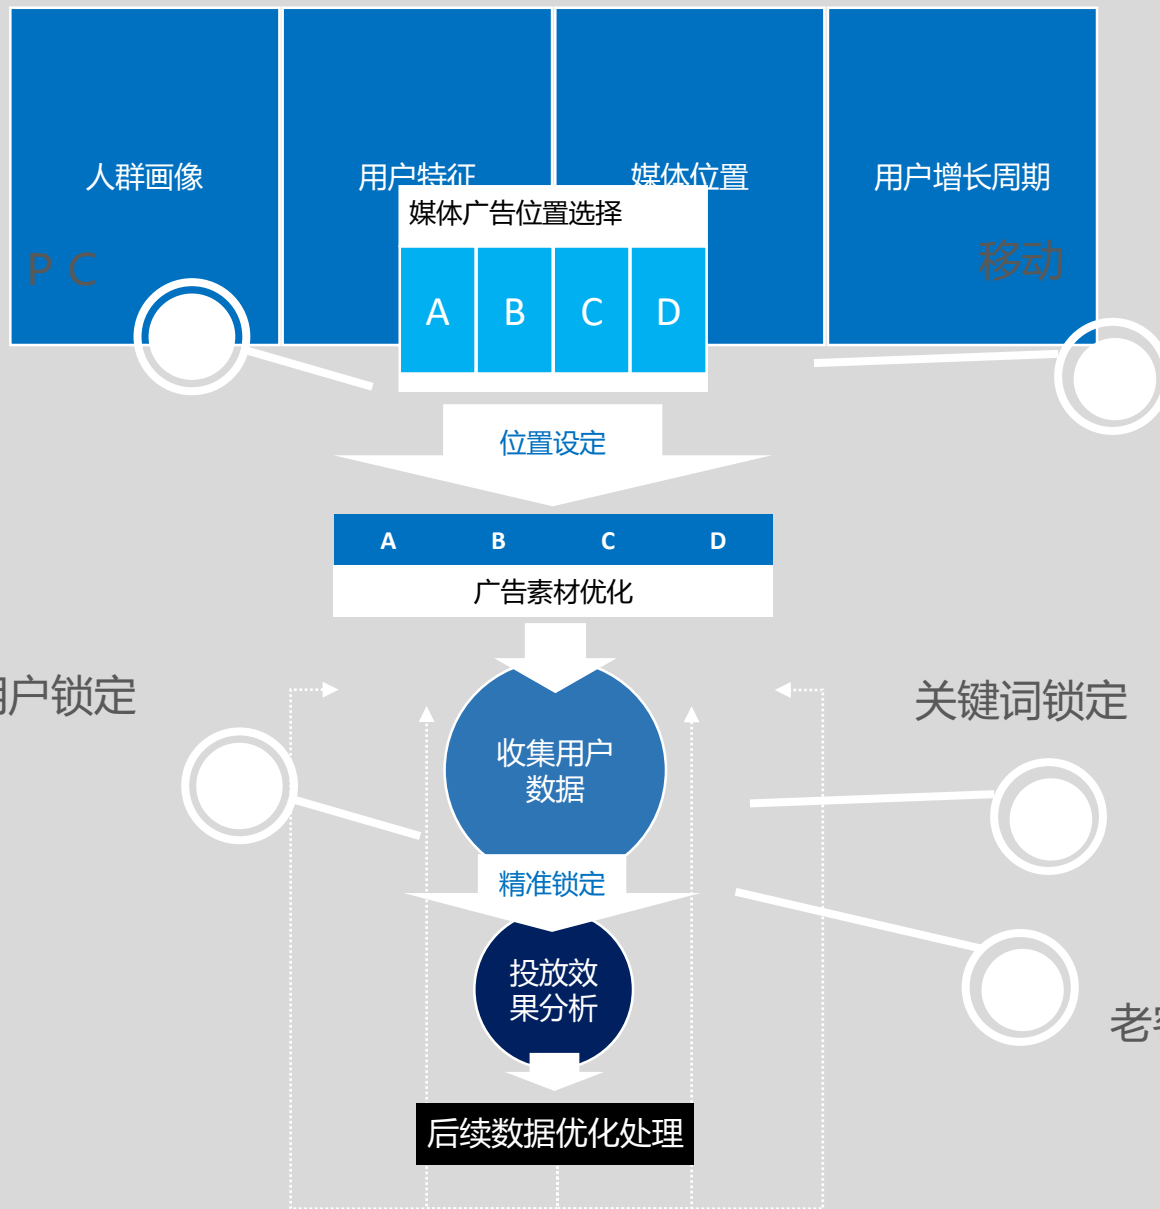 人群画像
用户特征
媒体位置
用户增长周期
媒体广告位置选择
P C
移动
A
B
C
D
位置设定
A
B
C
D
广告素材优化
户锁定
关键词锁定
收集用户
数据
精准锁定
投放效
果分析
老
后续数据优化处理